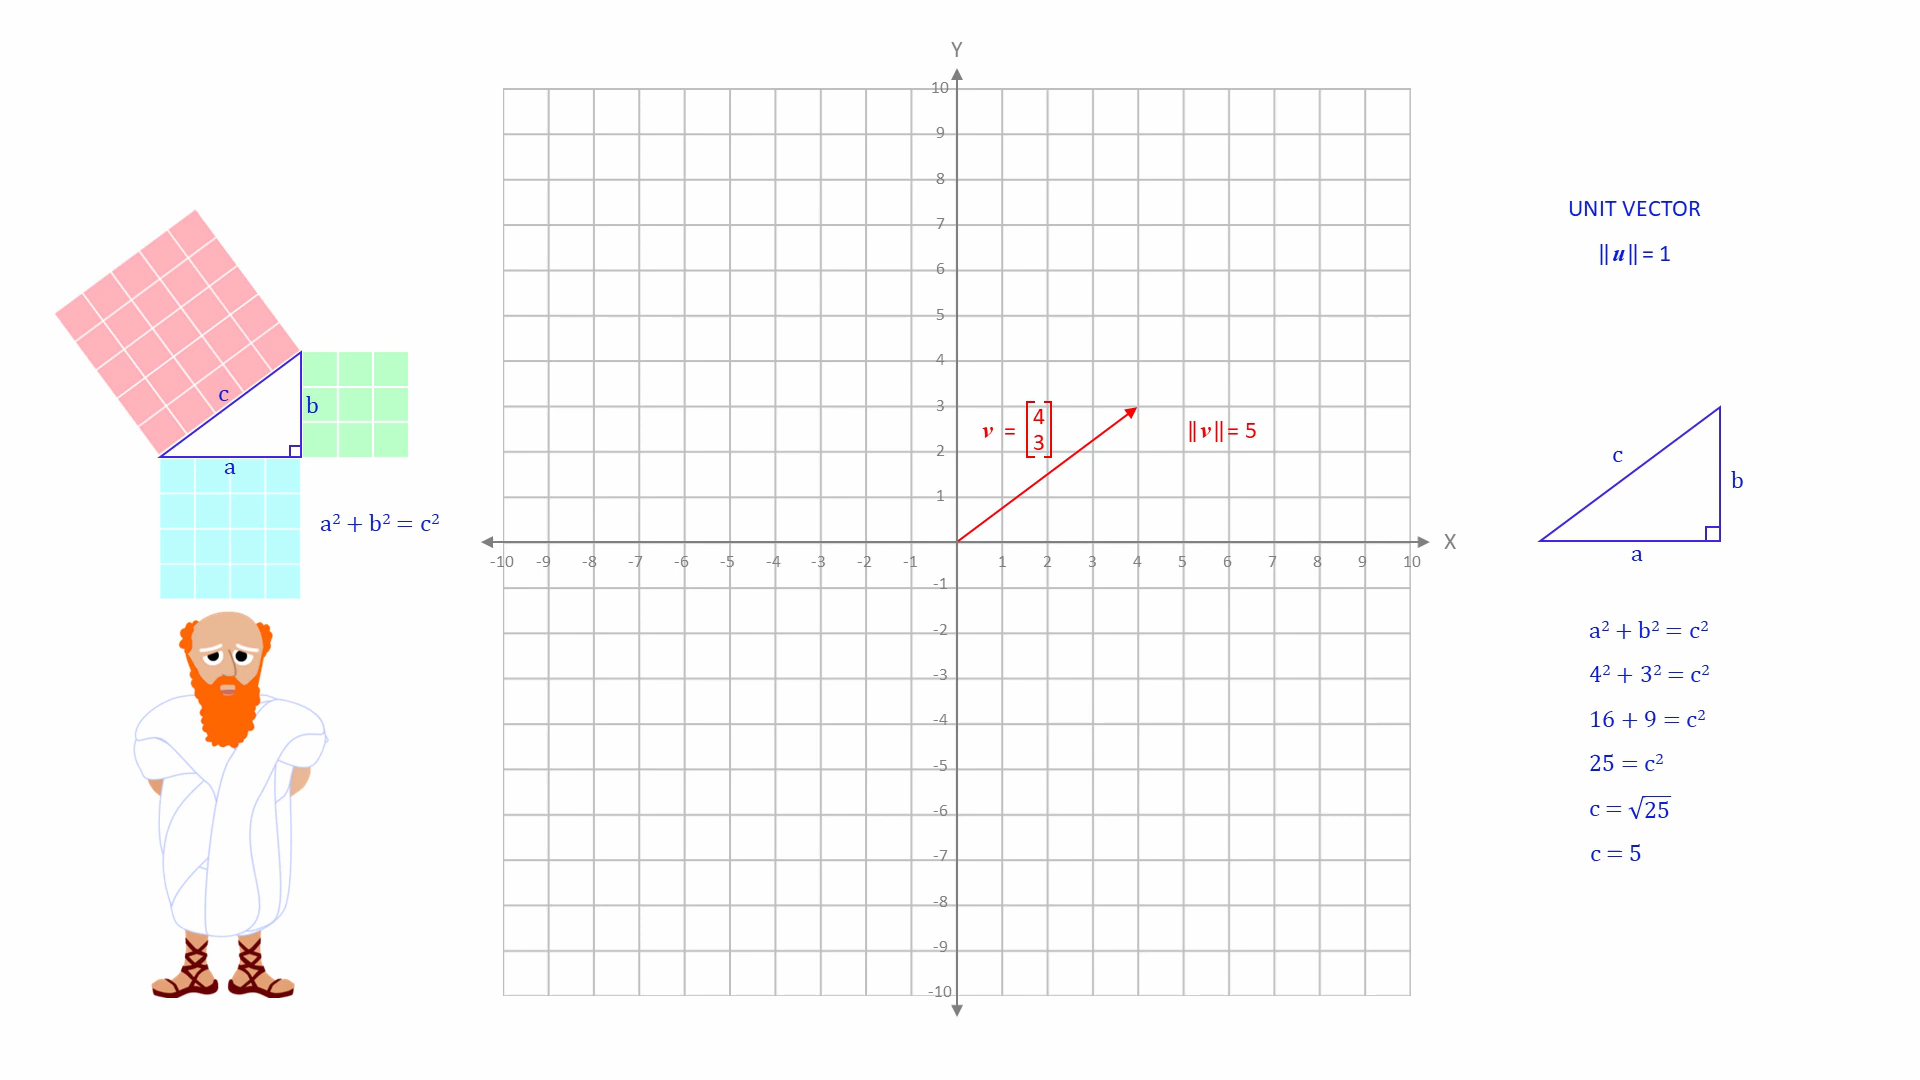 c
b
a
a² + b² = c²
Y
10
9
8
7
6
5
4
3
2
1
-1
-2
-3
-4
-5
-6
-7
-8
-9
-10
-10 -9 -8 -7 -6 -5 -4 -3 -2 -1 1 2 3 4 5 6 7 8 9 10
X
v = [4 3]
‖v‖ = 5
UNIT VECTOR
‖u‖ = 1
c
b
a
a² + b² = c²
4² + 3² = c²
16 + 9 = c²
25 = c²
c = √25
c = 5